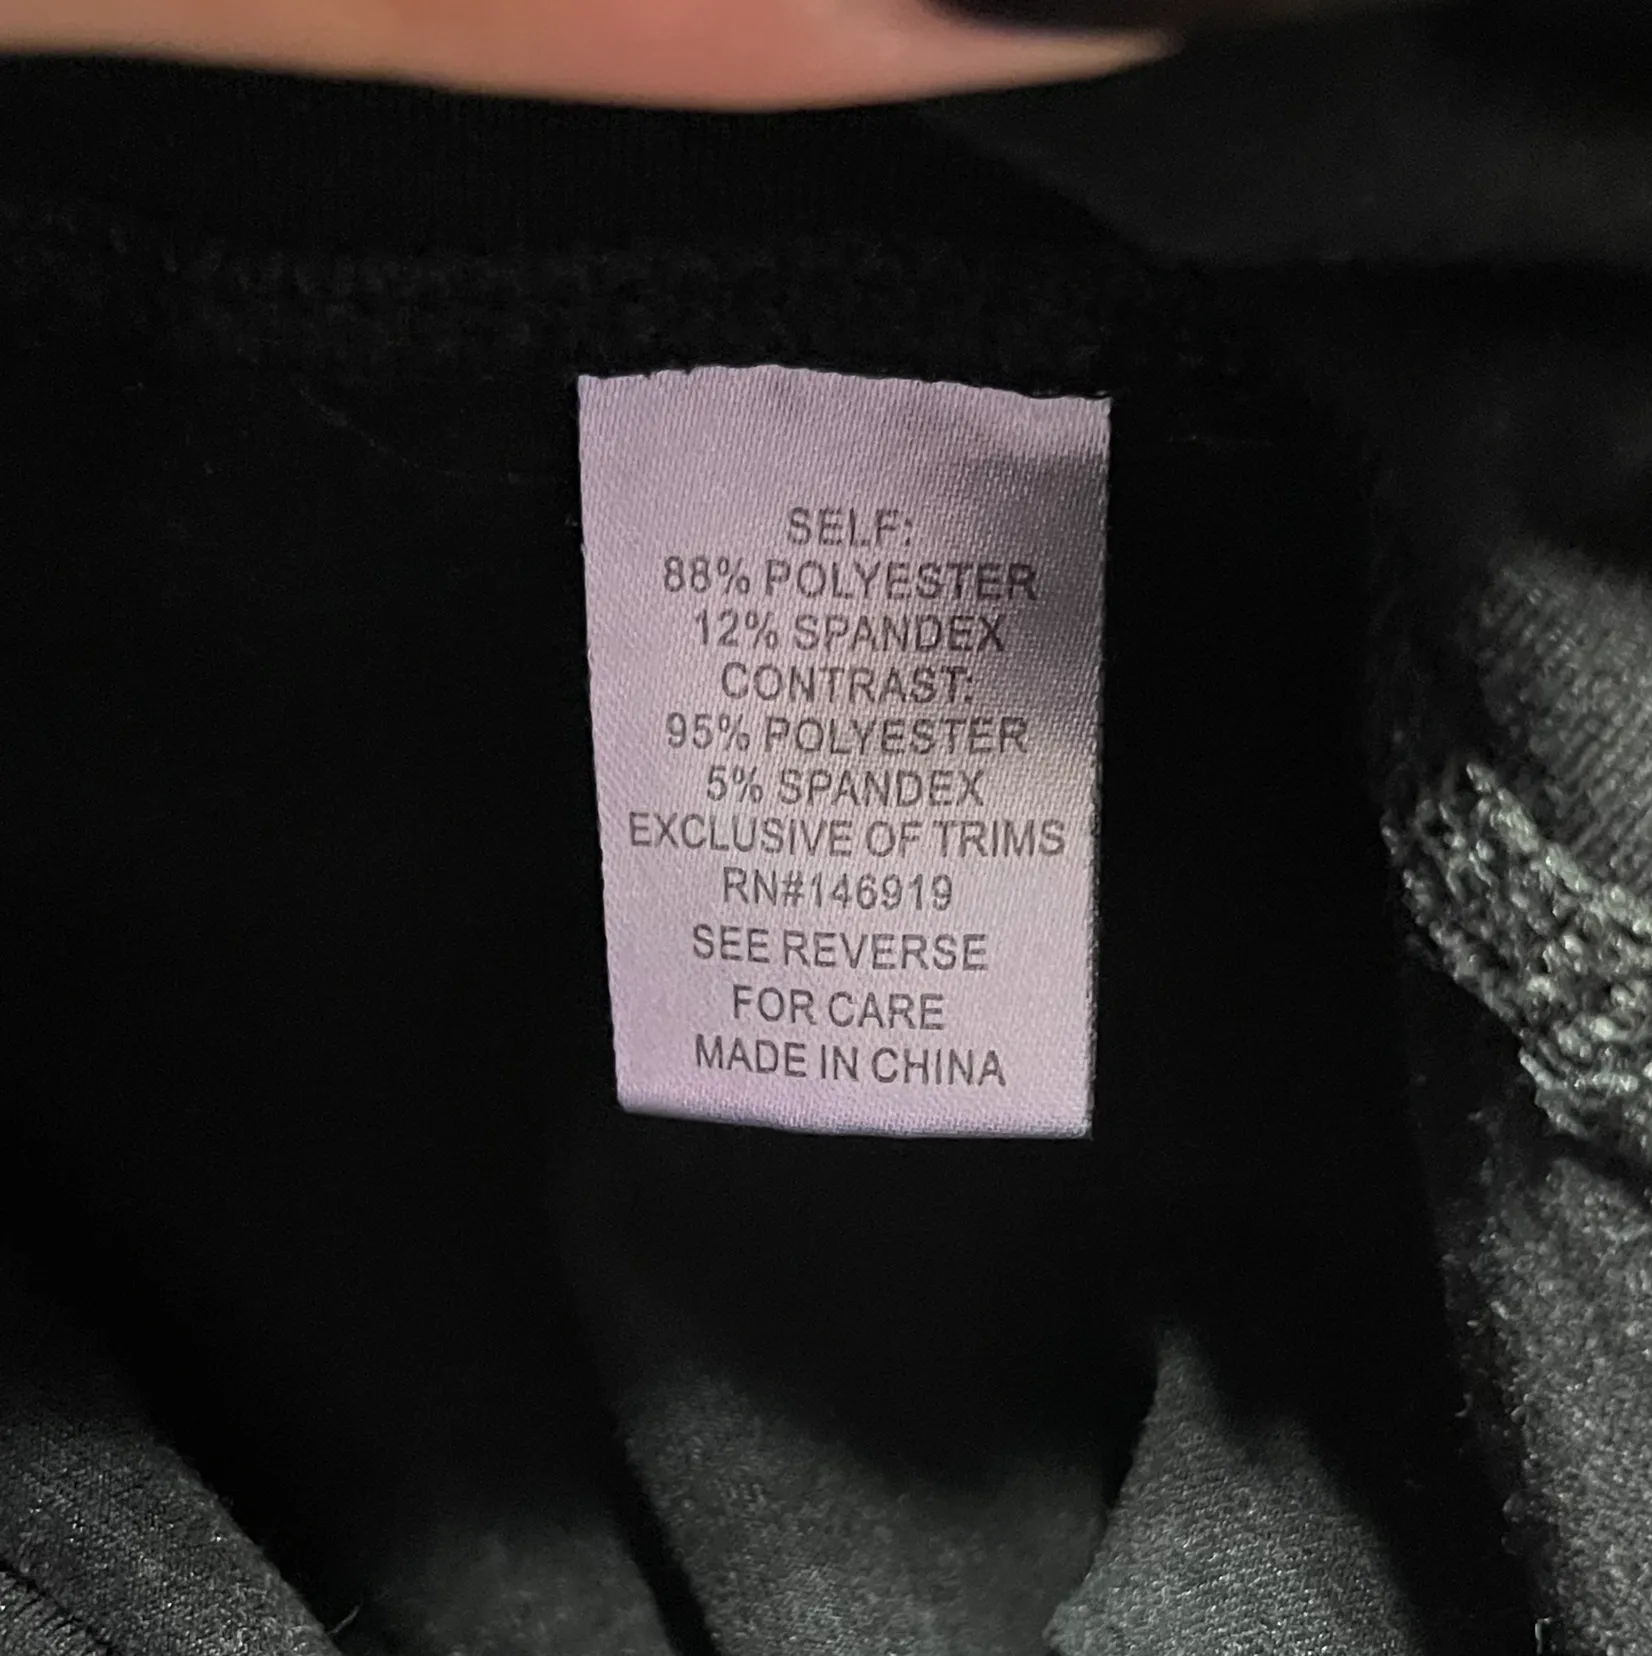 SELF:
88% POLYESTER
12% SPANDEX
CONTRAST:
95% POLYESTER
5% SPANDEX
EXCLUSIVE OF TRIMS
RN#146919
SEE REVERSE
FOR CARE
MADE IN CHINA